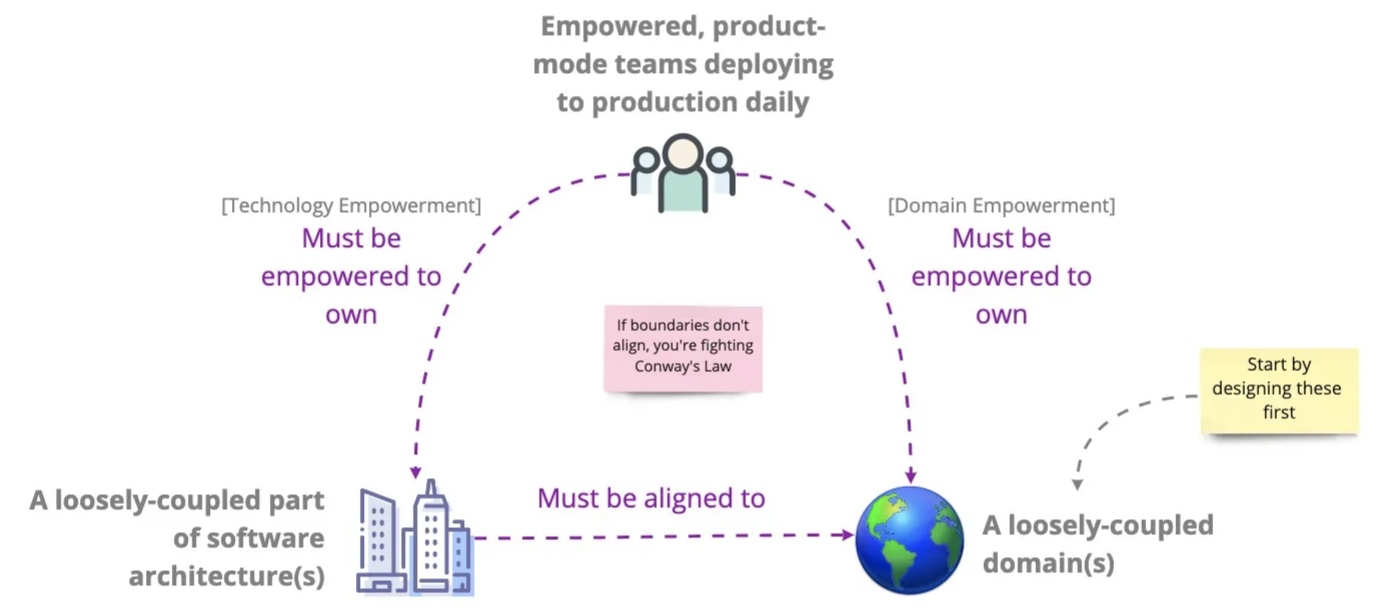 Empowered, product-
mode teams deploying
to production daily
[Technology Empowerment]
Must be
empowered to
own
[Domain Empowerment]
Must be
empowered to
own
If boundaries don't
align, you're fighting
Conway's Law
Start by
designing these
first
A loosely-coupled part
of software
architecture(s)
Must be aligned to
A loosely-coupled
domain(s)